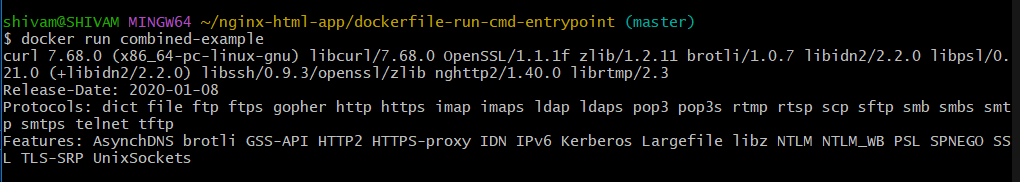 shivam@SHIVAM MINGW64 ~/nginx-html-app/dockerfile-run-cmd-entrypoint (master)
$ docker run combined-example
curl 7.68.0 (x86_64-pc-linux-gnu) libcurl/7.68.0 OpenSSL/1.1.1f zlib/1.2.11 brotli/1.0.7 libidn2/2.2.0 libpsl/0.
21.0 (+libidn2/2.2.0) libssh/0.9.3/openssl/zlib nghttp2/1.40.0 librtmp/2.3
Release-Date: 2020-01-08
Protocols: dict file ftp ftps gopher http https imap imaps ldap ldaps pop3 pop3s rtmp rtsp scp sftp smb smbs smt
p smtps telnet tftp
Features: AsynchDNS brotli GSS-API HTTP2 HTTPS-proxy IDN IPv6 Kerberos Largefile libz NTLM NTLM_WB PSL SPNEGO SS
L TLS-SRP UnixSockets